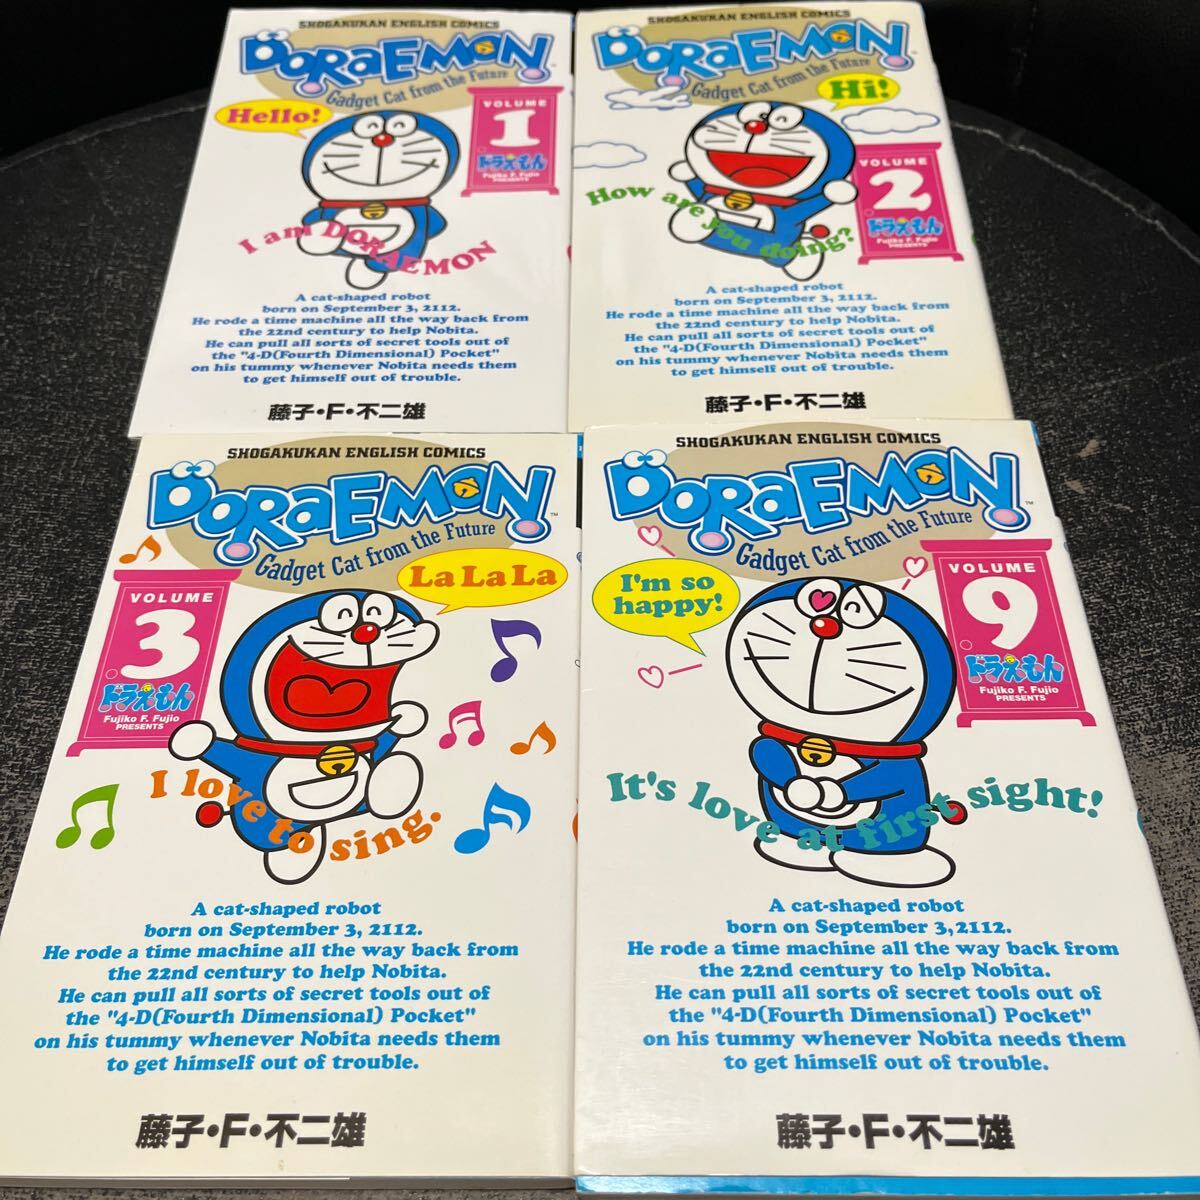 SHOGAKUKAN ENGLISH COMICS
DORAEMON
Gadget Cat from the Future
Hello!
VOLUME
1
ドラえもん
Fujiko F. Fujio
PRESENTS
I am DORAEMON
A cat-shaped robot
born on September 3, 2112.
He rode a time machine all the way back from
the 22nd century to help Nobita.
He can pull all sorts of secret tools out of
the "4-D(Fourth Dimensional) Pocket"
on his tummy whenever Nobita needs them
to get himself out of trouble.
藤子・F・不二雄
SHOGAKUKAN ENGLISH COMICS
DORAEMON
Gadget Cat from the Future
Hi!
VOLUME
2
ドラえもん
Fujiko F. Fujio
PRESENTS
How are you doing?
A cat-shaped robot
born on September 3, 2112.
He rode a time machine all the way back from
the 22nd century to help Nobita.
He can pull all sorts of secret tools out of
the "4-D(Fourth Dimensional) Pocket"
on his tummy whenever Nobita needs them
to get himself out of trouble.
藤子・F・不二雄
SHOGAKUKAN ENGLISH COMICS
DORAEMON
TM
Gadget Cat from the Future
La La La
VOLUME
3
ドラえもん
Fujiko F. Fujio
PRESENTS
I love to sing.
A cat-shaped robot
born on September 3, 2112.
He rode a time machine all the way back from
the 22nd century to help Nobita.
He can pull all sorts of secret tools out of
the "4-D(Fourth Dimensional) Pocket"
on his tummy whenever Nobita needs them
to get himself out of trouble.
藤子・F・不二雄
SHOGAKUKAN ENGLISH COMICS
DORAEMON
TM
Gadget Cat from the Future
I'm so
happy!
VOLUME
9
ドラえもん
Fujiko F. Fujio
PRESENTS
It's love at first sight!
A cat-shaped robot
born on September 3,2112.
He rode a time machine all the way back from
the 22nd century to help Nobita.
He can pull all sorts of secret tools out of
the "4-D(Fourth Dimensional) Pocket"
on his tummy whenever Nobita needs them
to get himself out of trouble.
藤子・F・不二雄